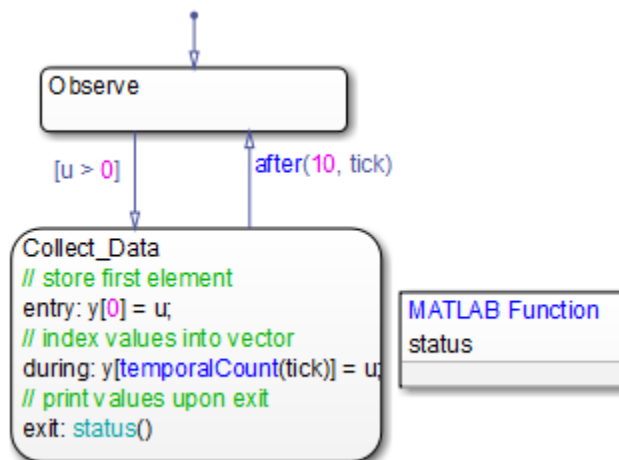 Observe
[u > 0]
after(10, tick)
Collect_Data
// store first element
entry: y[0] = u;
// index values into vector
during: y[temporalCount(tick)] = u;
// print values upon exit
exit: status()
MATLAB Function
status